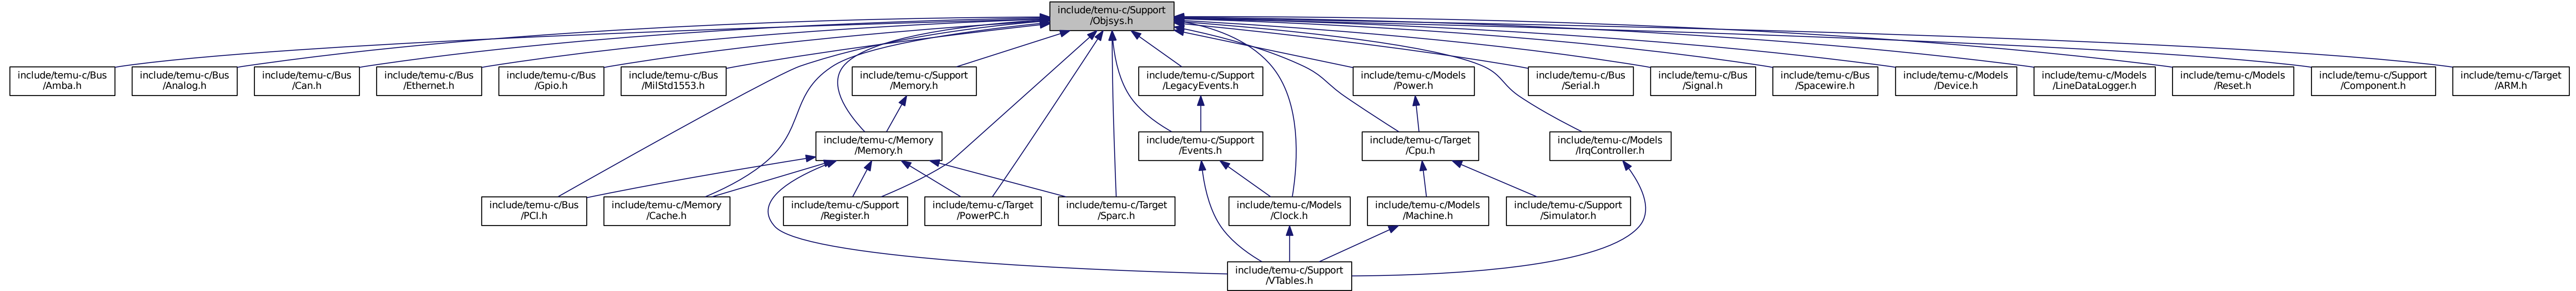 include/temu-c/Support
/Objsys.h
include/temu-c/Bus
/Amba.h
include/temu-c/Bus
/Analog.h
include/temu-c/Bus
/Can.h
include/temu-c/Bus
/Ethernet.h
include/temu-c/Bus
/Gpio.h
include/temu-c/Bus
/MilStd1553.h
include/temu-c/Support
/Memory.h
include/temu-c/Support
/LegacyEvents.h
include/temu-c/Models
/Power.h
include/temu-c/Bus
/Serial.h
include/temu-c/Bus
/Signal.h
include/temu-c/Bus
/Spacewire.h
include/temu-c/Models
/Device.h
include/temu-c/Models
/LineDataLogger.h
include/temu-c/Models
/Reset.h
include/temu-c/Support
/Component.h
include/temu-c/Target
/ARM.h
include/temu-c/Memory
/Memory.h
include/temu-c/Support
/Events.h
include/temu-c/Target
/Cpu.h
include/temu-c/Models
/IrqController.h
include/temu-c/Bus
/PCI.h
include/temu-c/Memory
/Cache.h
include/temu-c/Support
/Register.h
include/temu-c/Target
/PowerPC.h
include/temu-c/Target
/Sparc.h
include/temu-c/Models
/Clock.h
include/temu-c/Models
/Machine.h
include/temu-c/Support
/Simulator.h
include/temu-c/Support
/VTables.h